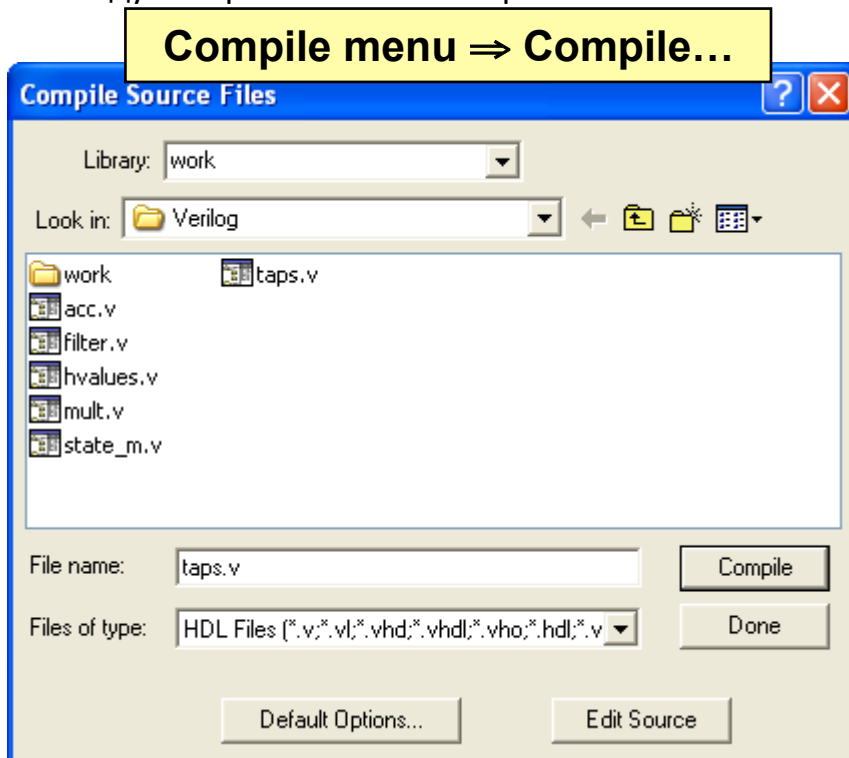 Compile menu ⇒ Compile…
Compile Source Files
Library: work
Look in: Verilog
work taps.v
acc.v
filter.v
hvalues.v
mult.v
state_m.v
File name: taps.v Compile
Files of type: HDL Files (*.v;*.vl;*.vhd;*.vhdl;*.vho;*.hdl;*.v Done
Default Options... Edit Source